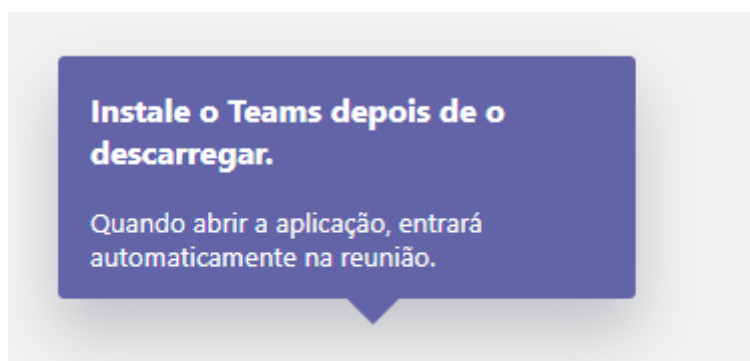 Instale o Teams depois de o
descarregar.
Quando abrir a aplicação, entrará
automaticamente na reunião.